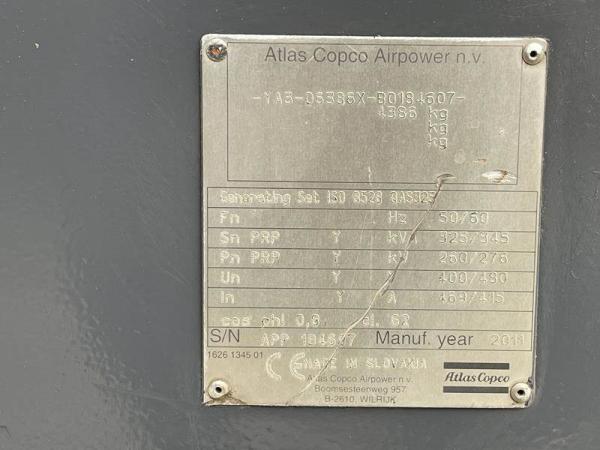 Atlas Copco Airpower n.v.
-YA3-06386X-B0184607-
4386 kg
kg
kg
Generating Set ISO 8528 QAS325
Fn Hz 50/60
Sn PRP Y kVA 325/345
Pn PRP Y kW 260/276
Un Y V 400/480
In Y A 469/415
cos phi 0,8 cl. G2
S/N APP 184607 Manuf. year 2011
1626 1345 01
CE MADE IN SLOVAKIA
Atlas Copco Airpower n.v.
Boomsesteenweg 957
B-2610, WILRIJK
Atlas Copco